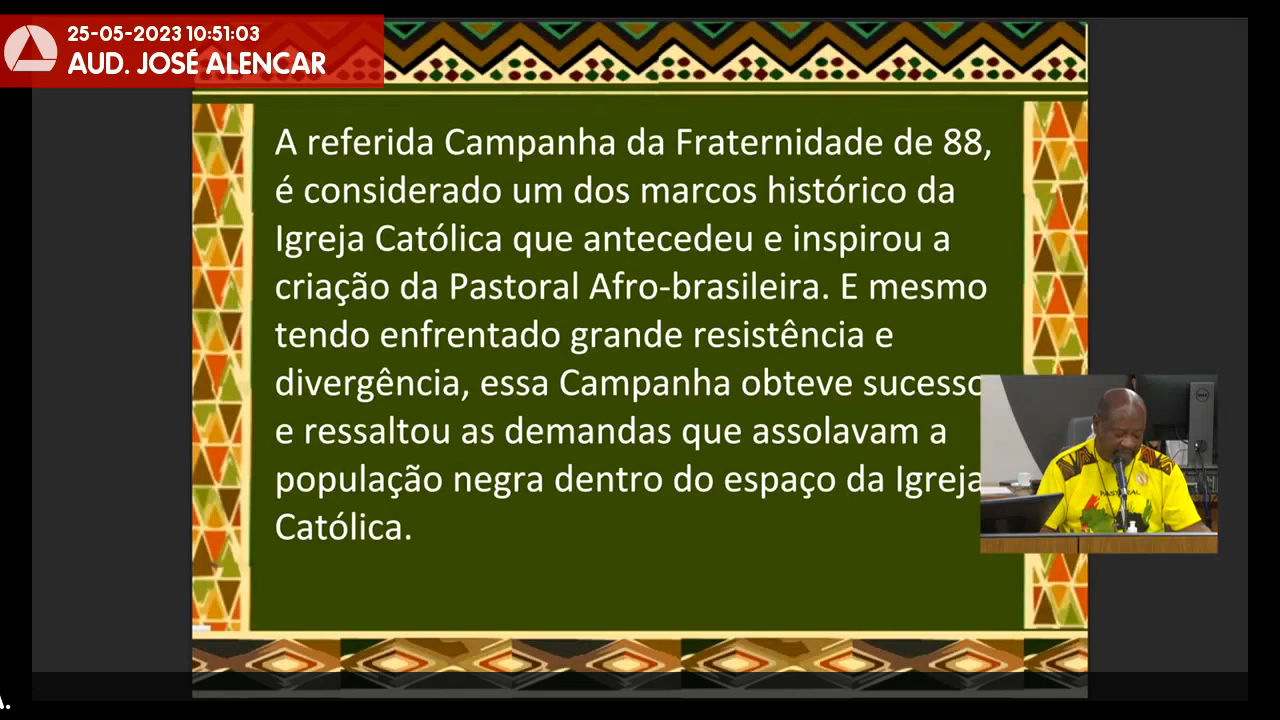 25-05-2023 10:51:03
AUD. JOSÉ ALENCAR
A referida Campanha da Fraternidade de 88,
é considerado um dos marcos histórico da
Igreja Católica que antecedeu e inspirou a
criação da Pastoral Afro-brasileira. E mesmo
tendo enfrentado grande resistência e
divergência, essa Campanha obteve sucesso
e ressaltou as demandas que assolavam a
população negra dentro do espaço da Igreja
Católica.
A.